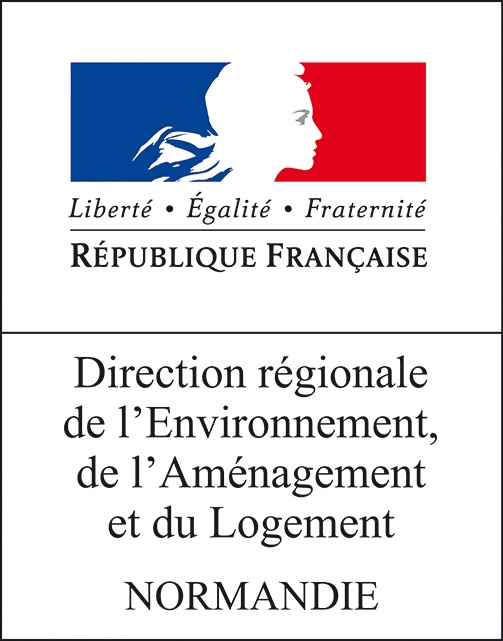 Liberté • Égalité • Fraternité
RÉPUBLIQUE FRANÇAISE
Direction régionale
de l’Environnement,
de l’Aménagement
et du Logement
NORMANDIE